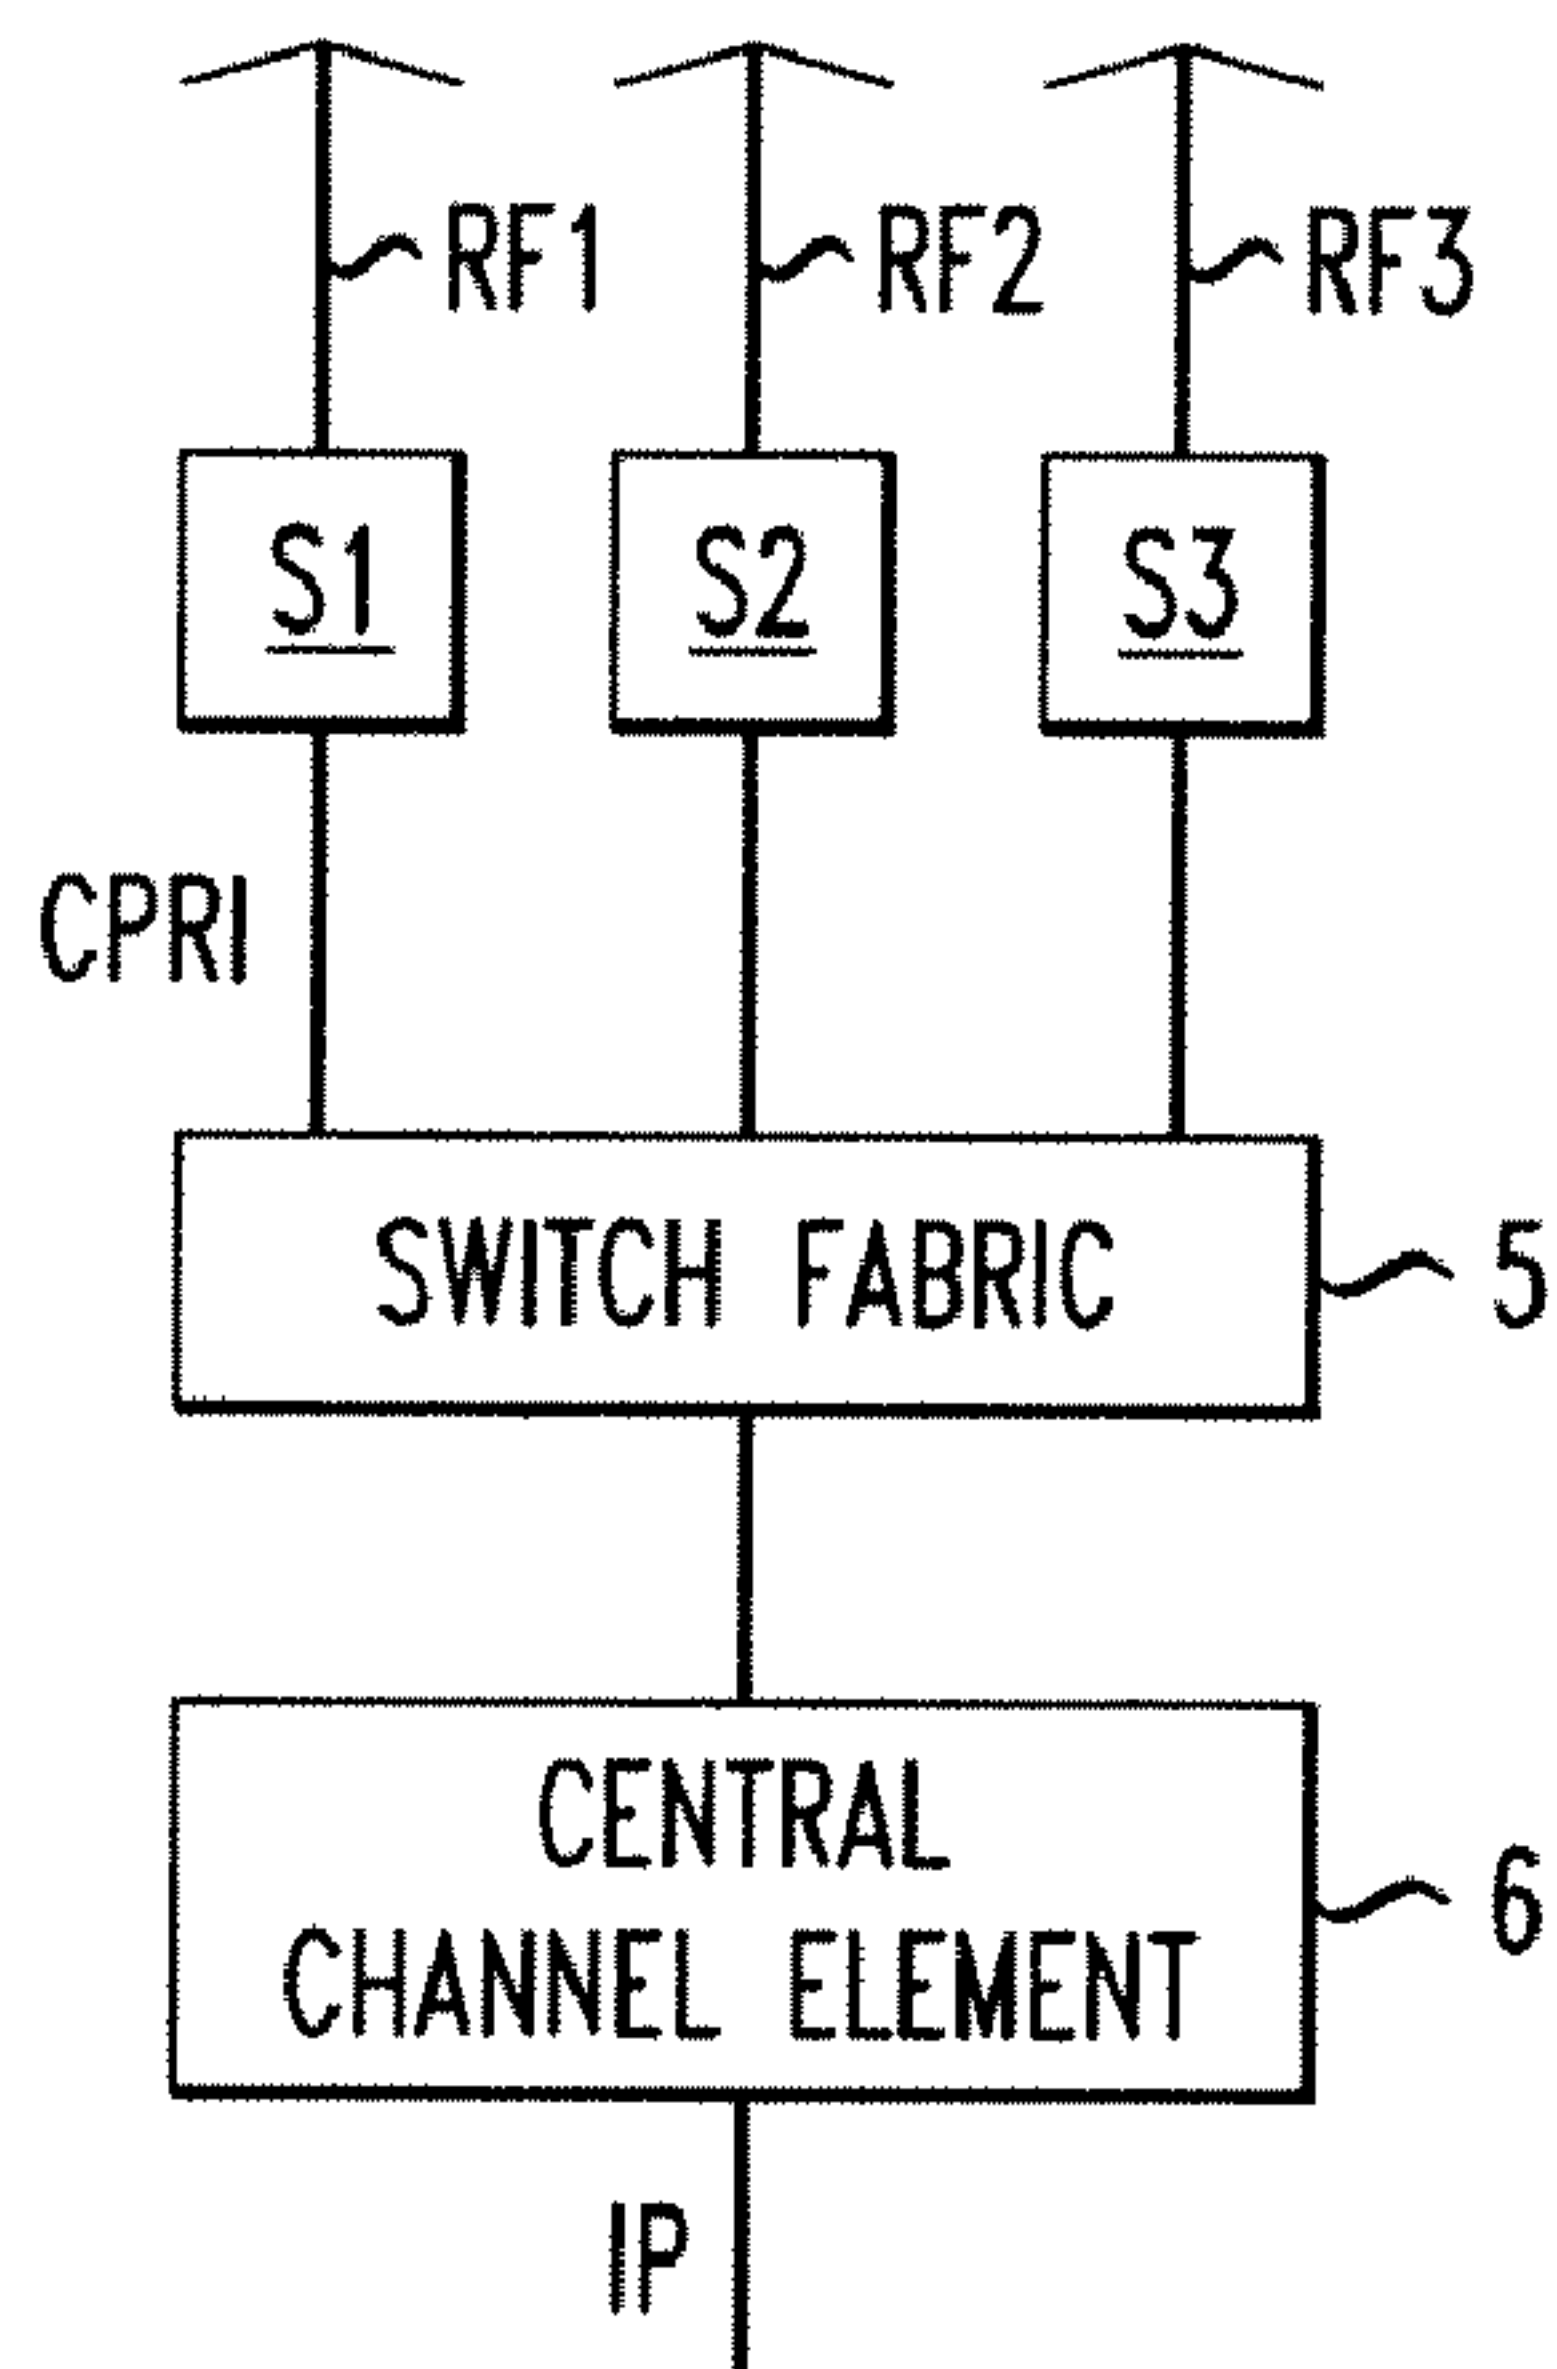 RF1 RF2 RF3
S1 S2 S3
CPRI
SWITCH FABRIC 5
CENTRAL
CHANNEL ELEMENT 6
IP